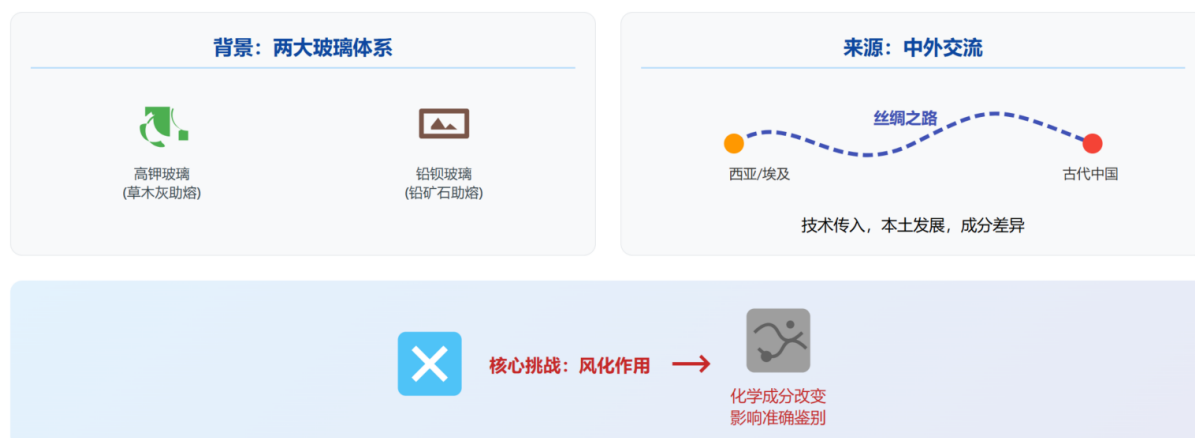 背景：两大玻璃体系
高钾玻璃
(草木灰助熔)
铅钡玻璃
(铅矿石助熔)
来源：中外交流
丝绸之路
西亚/埃及
古代中国
技术传入，本土发展，成分差异
核心挑战：风化作用
化学成分改变
影响准确鉴别